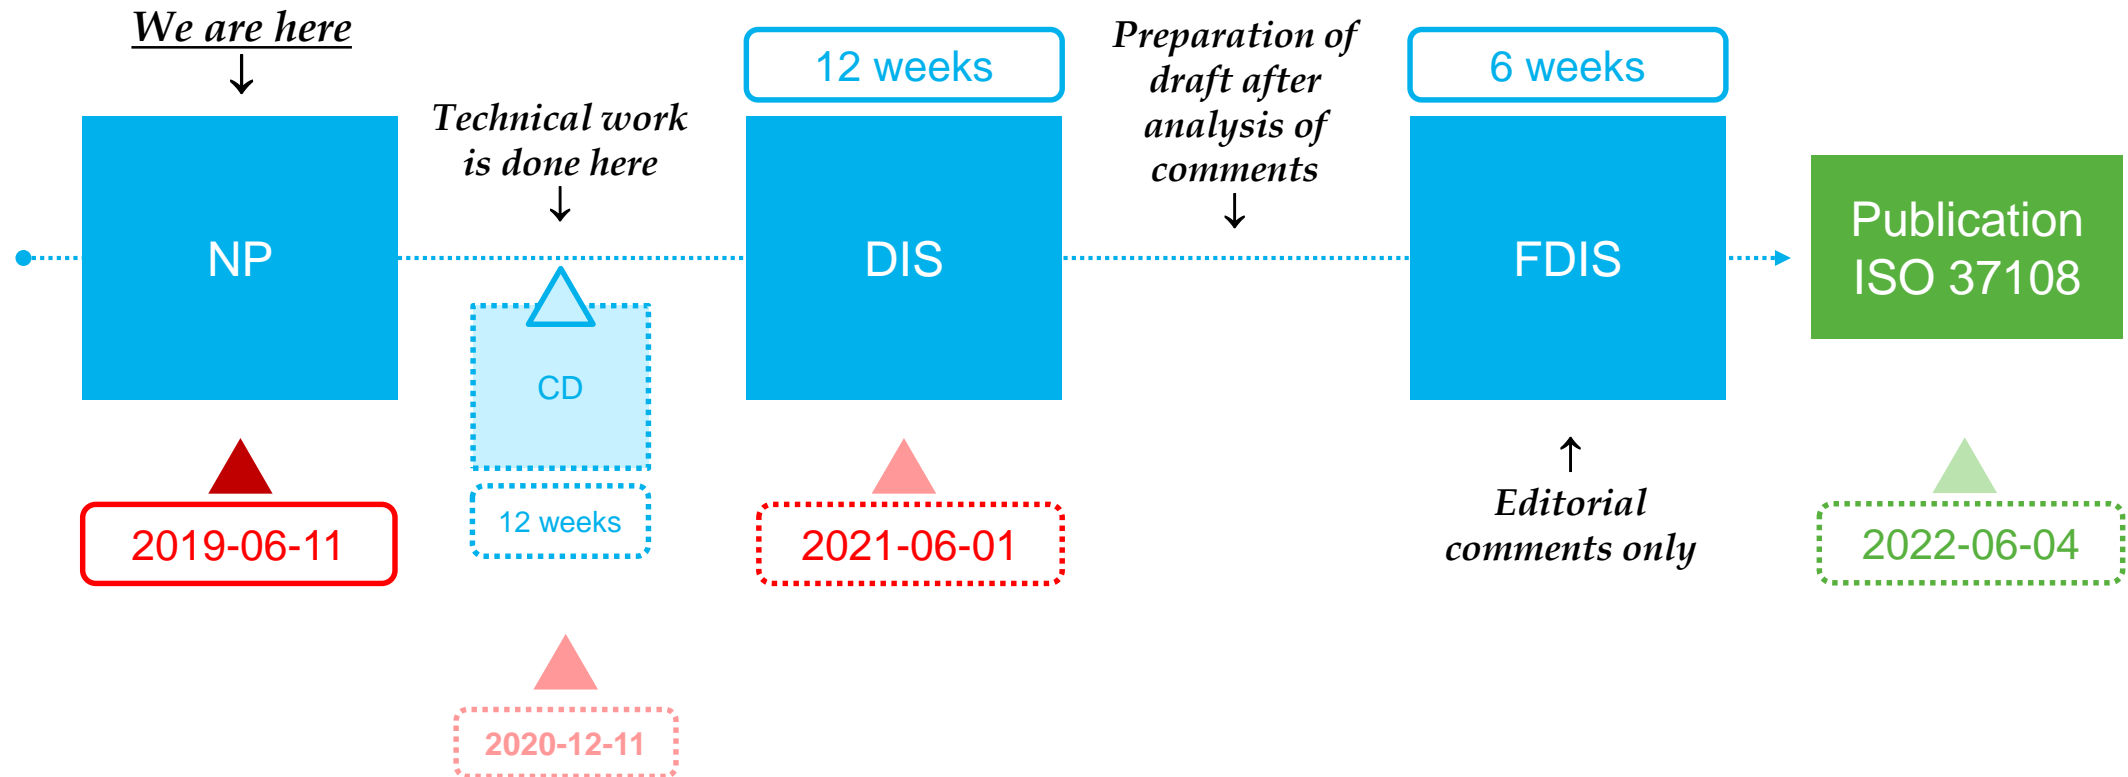 We are here
NP
2019-06-11
Technical work
is done here
CD
12 weeks
2020-12-11
12 weeks
DIS
2021-06-01
Preparation of
draft after
analysis of
comments
6 weeks
FDIS
Editorial
comments only
Publication
ISO 37108
2022-06-04